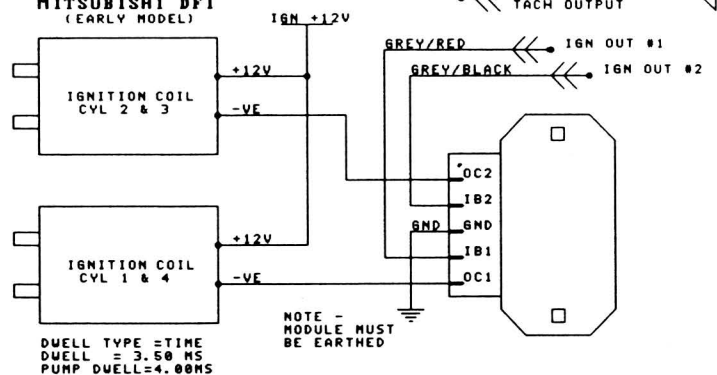 MITSUBISHI DFI
(EARLY MODEL)
IGN +12V
TACH OUTPUT
GREY/RED
IGN OUT #1
GREY/BLACK
IGN OUT #2
+12V
IGNITION COIL
CYL 2 & 3
-VE
OC2
IB2
GND
GND
IB1
OC1
+12V
IGNITION COIL
CYL 1 & 4
-VE
NOTE -
MODULE MUST
BE EARTHED
DWELL TYPE =TIME
DWELL = 3.50 MS
PUMP DWELL=4.00MS